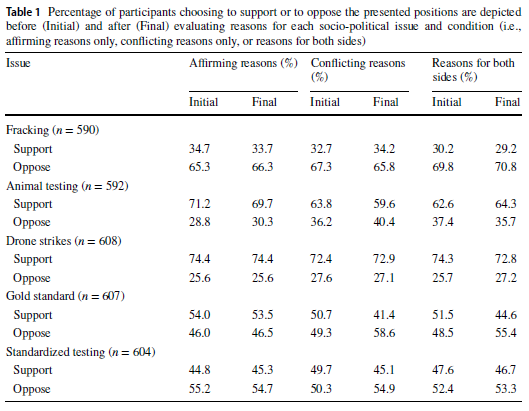 Table 1 Percentage of participants choosing to support or to oppose the presented positions are depicted
before (Initial) and after (Final) evaluating reasons for each socio-political issue and condition (i.e.,
affirming reasons only, conflicting reasons only, or reasons for both sides)
Issue Affirming reasons (%) Conflicting reasons (%) Reasons for both sides (%)
Initial Final Initial Final Initial Final
Fracking (n = 590)
Support 34.7 33.7 32.7 34.2 30.2 29.2
Oppose 65.3 66.3 67.3 65.8 69.8 70.8
Animal testing (n = 592)
Support 71.2 69.7 63.8 59.6 62.6 64.3
Oppose 28.8 30.3 36.2 40.4 37.4 35.7
Drone strikes (n = 608)
Support 74.4 74.4 72.4 72.9 74.3 72.8
Oppose 25.6 25.6 27.6 27.1 25.7 27.2
Gold standard (n = 607)
Support 54.0 53.5 50.7 41.4 51.5 44.6
Oppose 46.0 46.5 49.3 58.6 48.5 55.4
Standardized testing (n = 604)
Support 44.8 45.3 49.7 45.1 47.6 46.7
Oppose 55.2 54.7 50.3 54.9 52.4 53.3